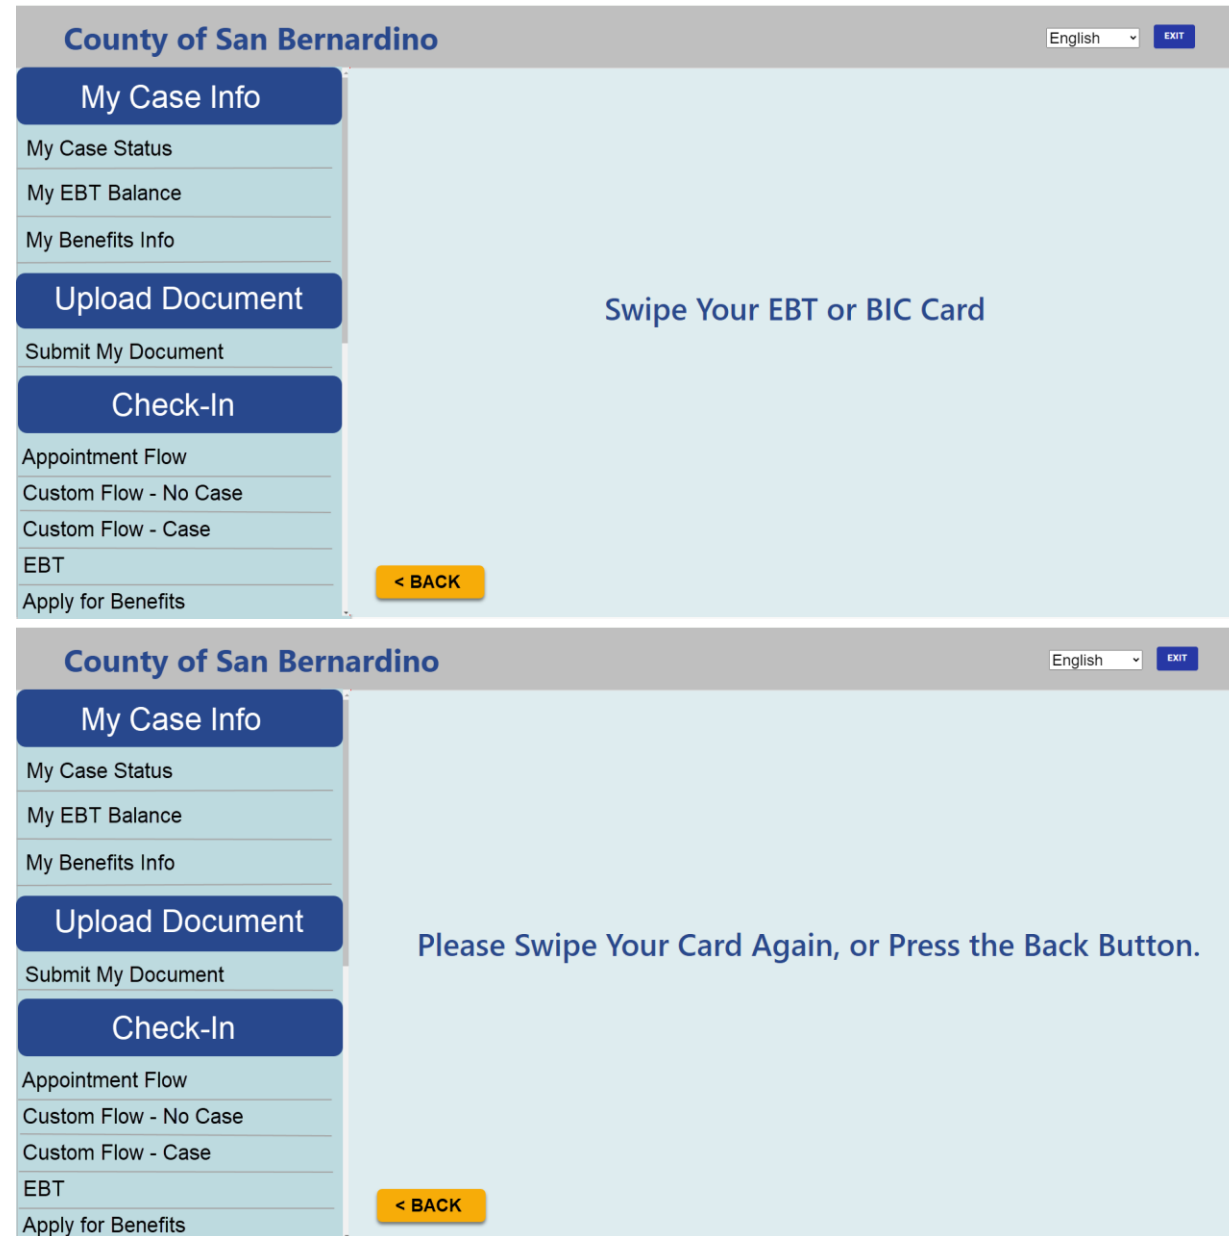 County of San Bernardino
English
EXIT
My Case Info
My Case Status
My EBT Balance
My Benefits Info
Upload Document
Submit My Document
Check-In
Appointment Flow
Custom Flow - No Case
Custom Flow - Case
EBT
Apply for Benefits
Swipe Your EBT or BIC Card
< BACK
County of San Bernardino
English
EXIT
My Case Info
My Case Status
My EBT Balance
My Benefits Info
Upload Document
Submit My Document
Check-In
Appointment Flow
Custom Flow - No Case
Custom Flow - Case
EBT
Apply for Benefits
Please Swipe Your Card Again, or Press the Back Button.
< BACK